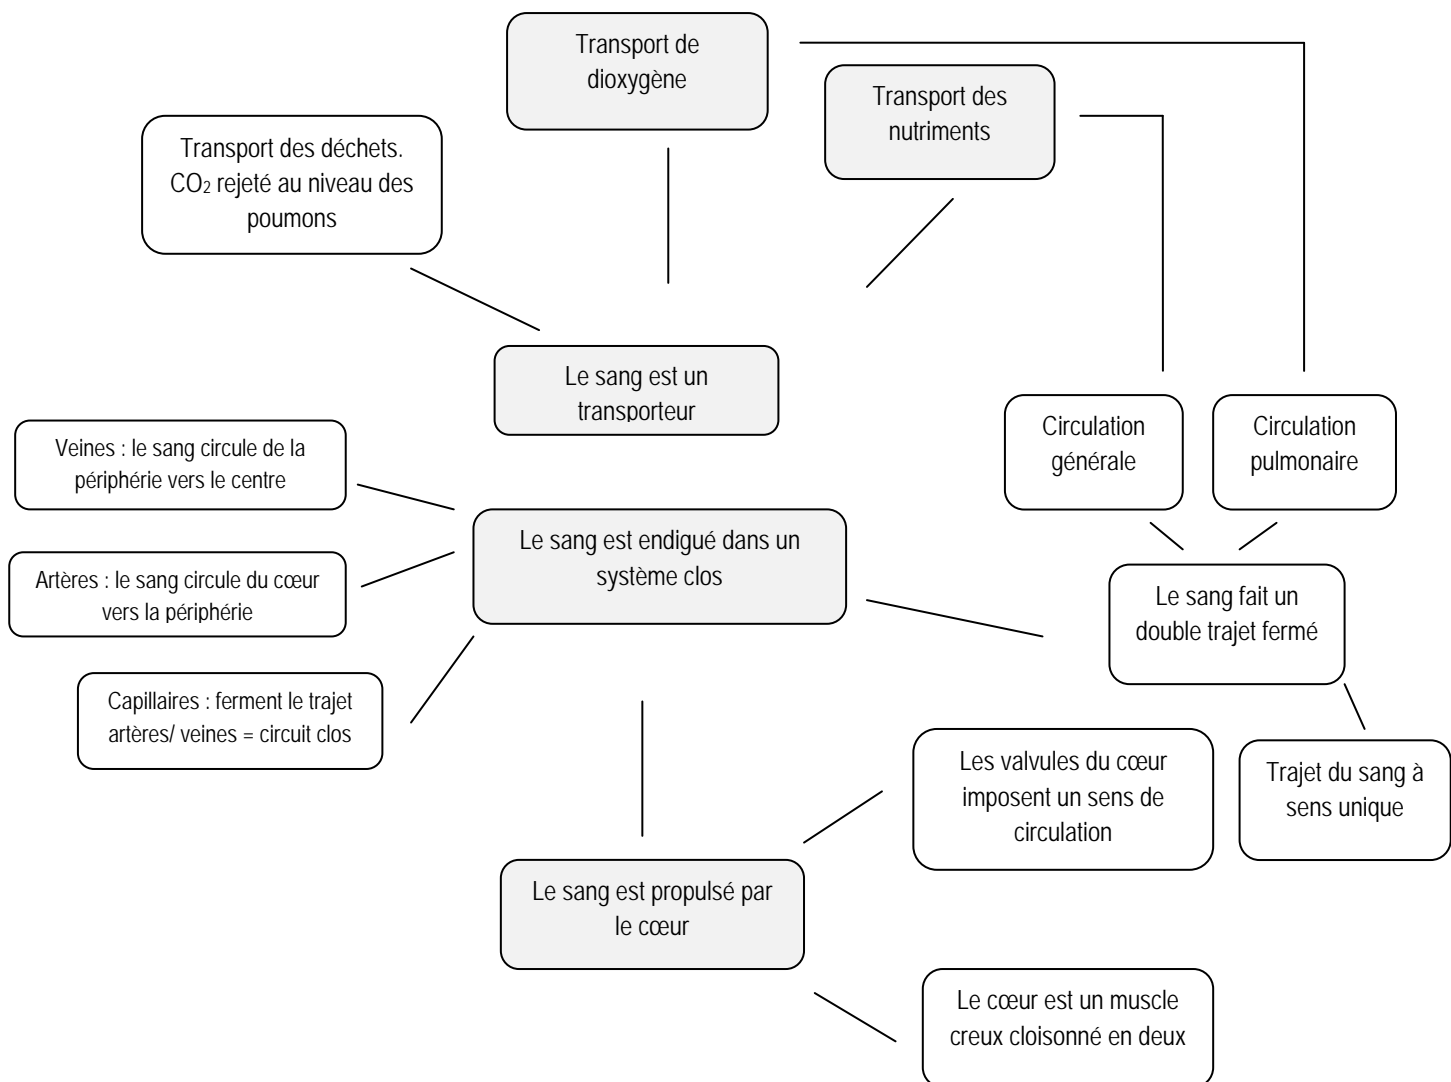 Transport de
dioxygène
Transport des
nutriments
Transport des déchets.
CO₂ rejeté au niveau des
poumons
Le sang est un
transporteur
Circulation
générale
Circulation
pulmonaire
Veines : le sang circule de la
périphérie vers le centre
Le sang est endigué dans un
système clos
Artères : le sang circule du cœur
vers la périphérie
Le sang fait un
double trajet fermé
Capillaires : ferment le trajet
artères/ veines = circuit clos
Les valvules du cœur
imposent un sens de
circulation
Trajet du sang à
sens unique
Le sang est propulsé par
le cœur
Le cœur est un muscle
creux cloisonné en deux